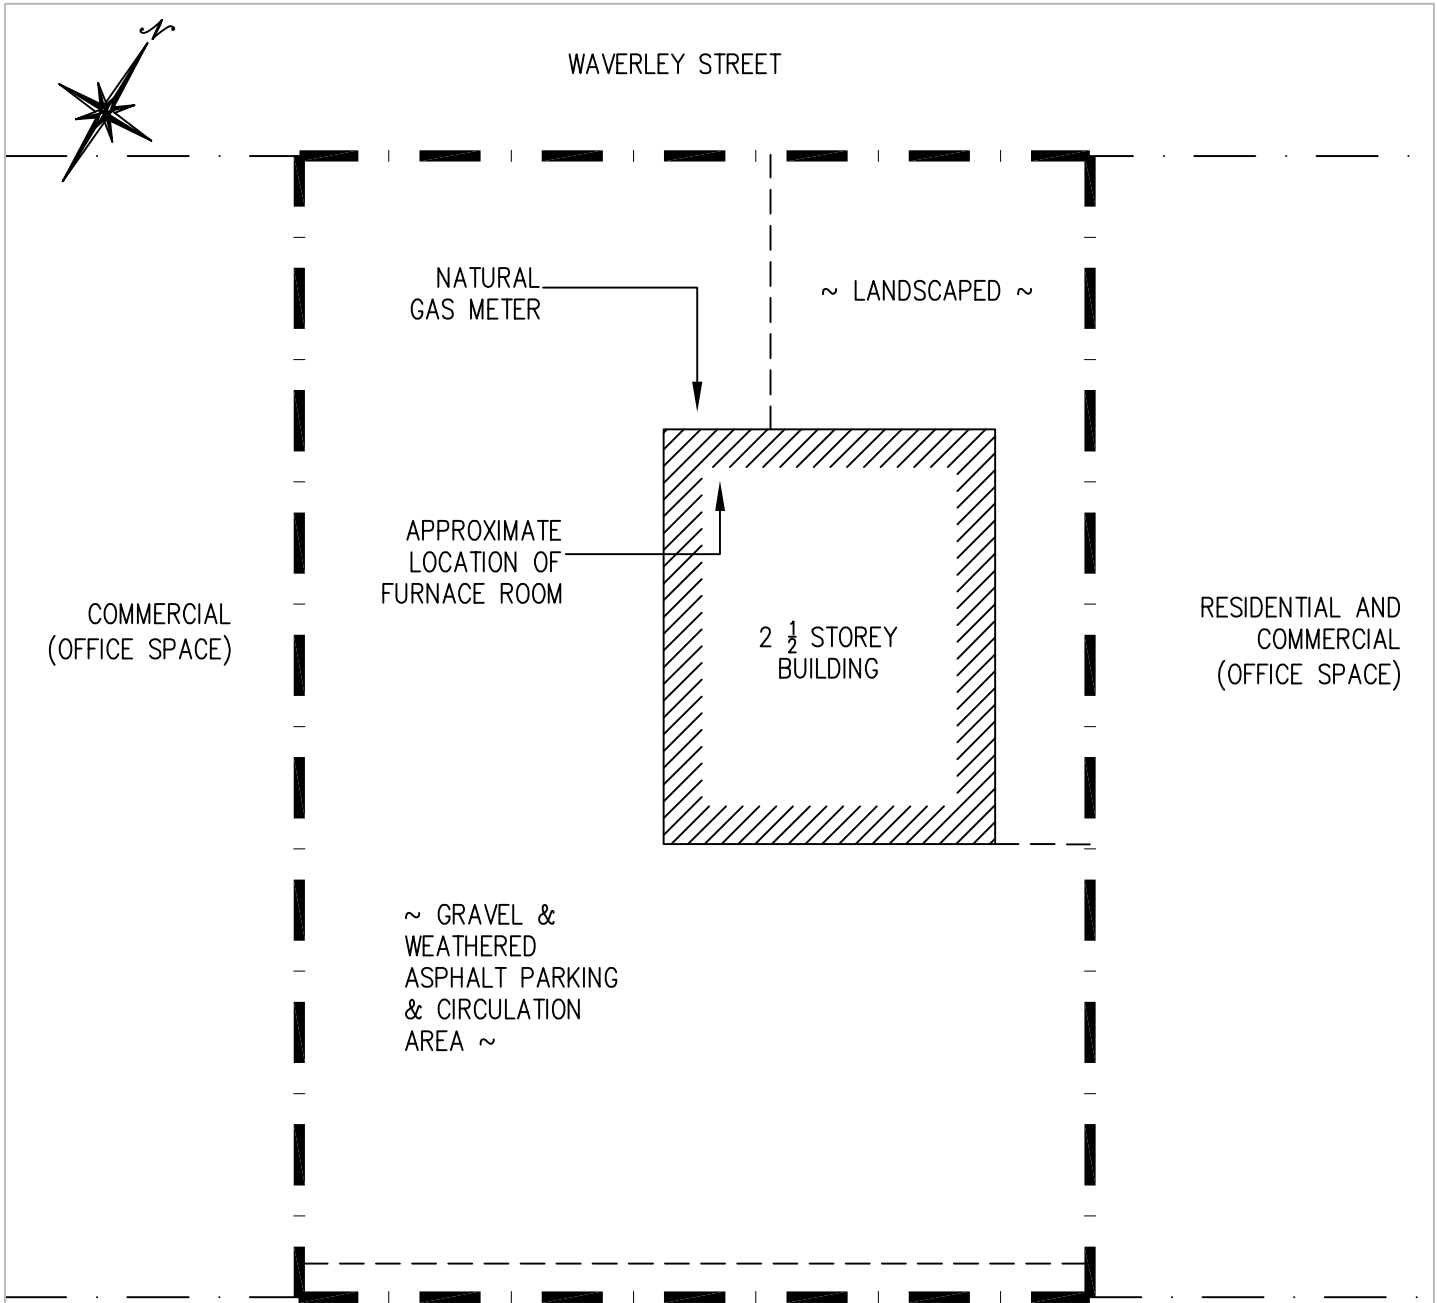 N
WAVERLEY STREET
NATURAL
GAS METER
~ LANDSCAPED ~
APPROXIMATE
LOCATION OF
FURNACE ROOM
COMMERCIAL
(OFFICE SPACE)
2 ½ STOREY
BUILDING
RESIDENTIAL AND
COMMERCIAL
(OFFICE SPACE)
~ GRAVEL &
WEATHERED
ASPHALT PARKING
& CIRCULATION
AREA ~